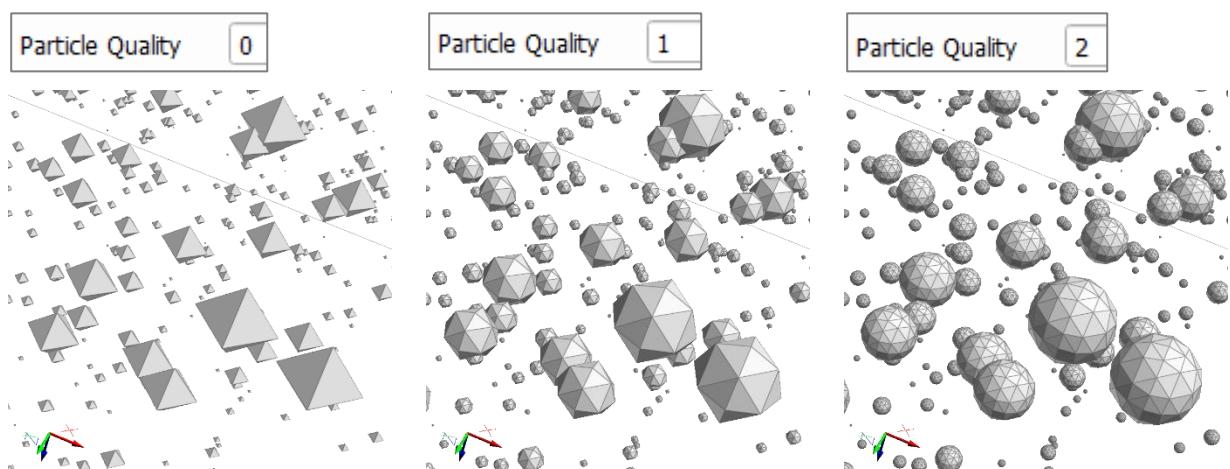 Particle Quality 0
Particle Quality 1
Particle Quality 2
X
X
X